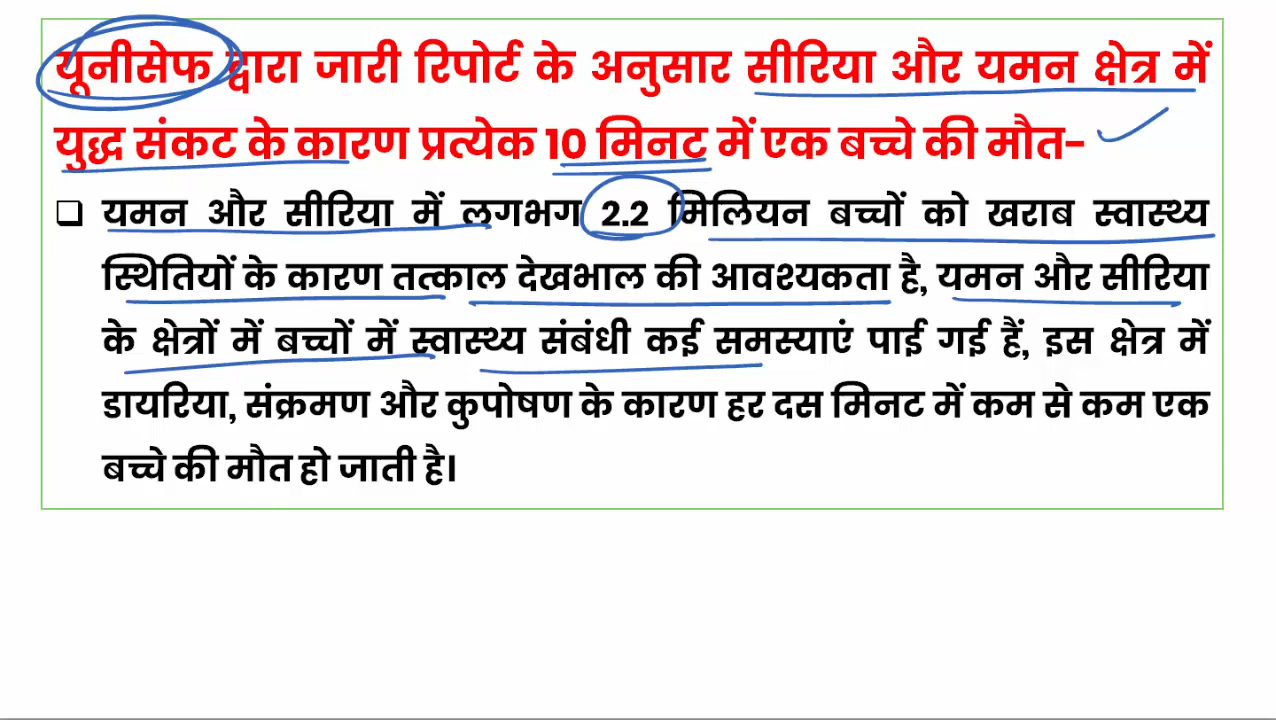 यूनीसेफ द्वारा जारी रिपोर्ट के अनुसार सीरिया और यमन क्षेत्र में
युद्ध संकट के कारण प्रत्येक 10 मिनट में एक बच्चे की मौत-
❑ यमन और सीरिया में लगभग 2.2 मिलियन बच्चों को खराब स्वास्थ्य
स्थितियों के कारण तत्काल देखभाल की आवश्यकता है, यमन और सीरिया
के क्षेत्रों में बच्चों में स्वास्थ्य संबंधी कई समस्याएं पाई गई हैं, इस क्षेत्र में
डायरिया, संक्रमण और कुपोषण के कारण हर दस मिनट में कम से कम एक
बच्चे की मौत हो जाती है।